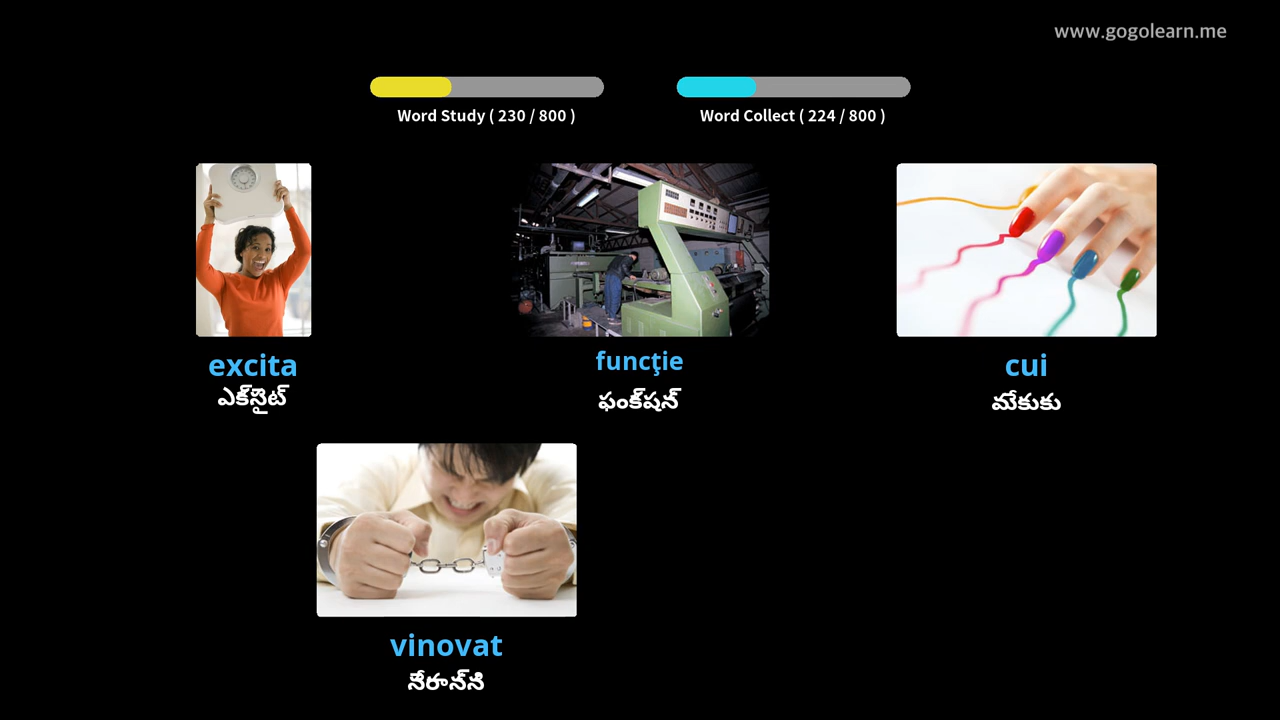 www.gogolearn.me
Word Study ( 230 / 800 )
Word Collect ( 224 / 800 )
excita
ఎక్‌సైట్
funcţie
ఫంక్‌షన్
cui
మేకుకు
vinovat
నేరాన్‌ని